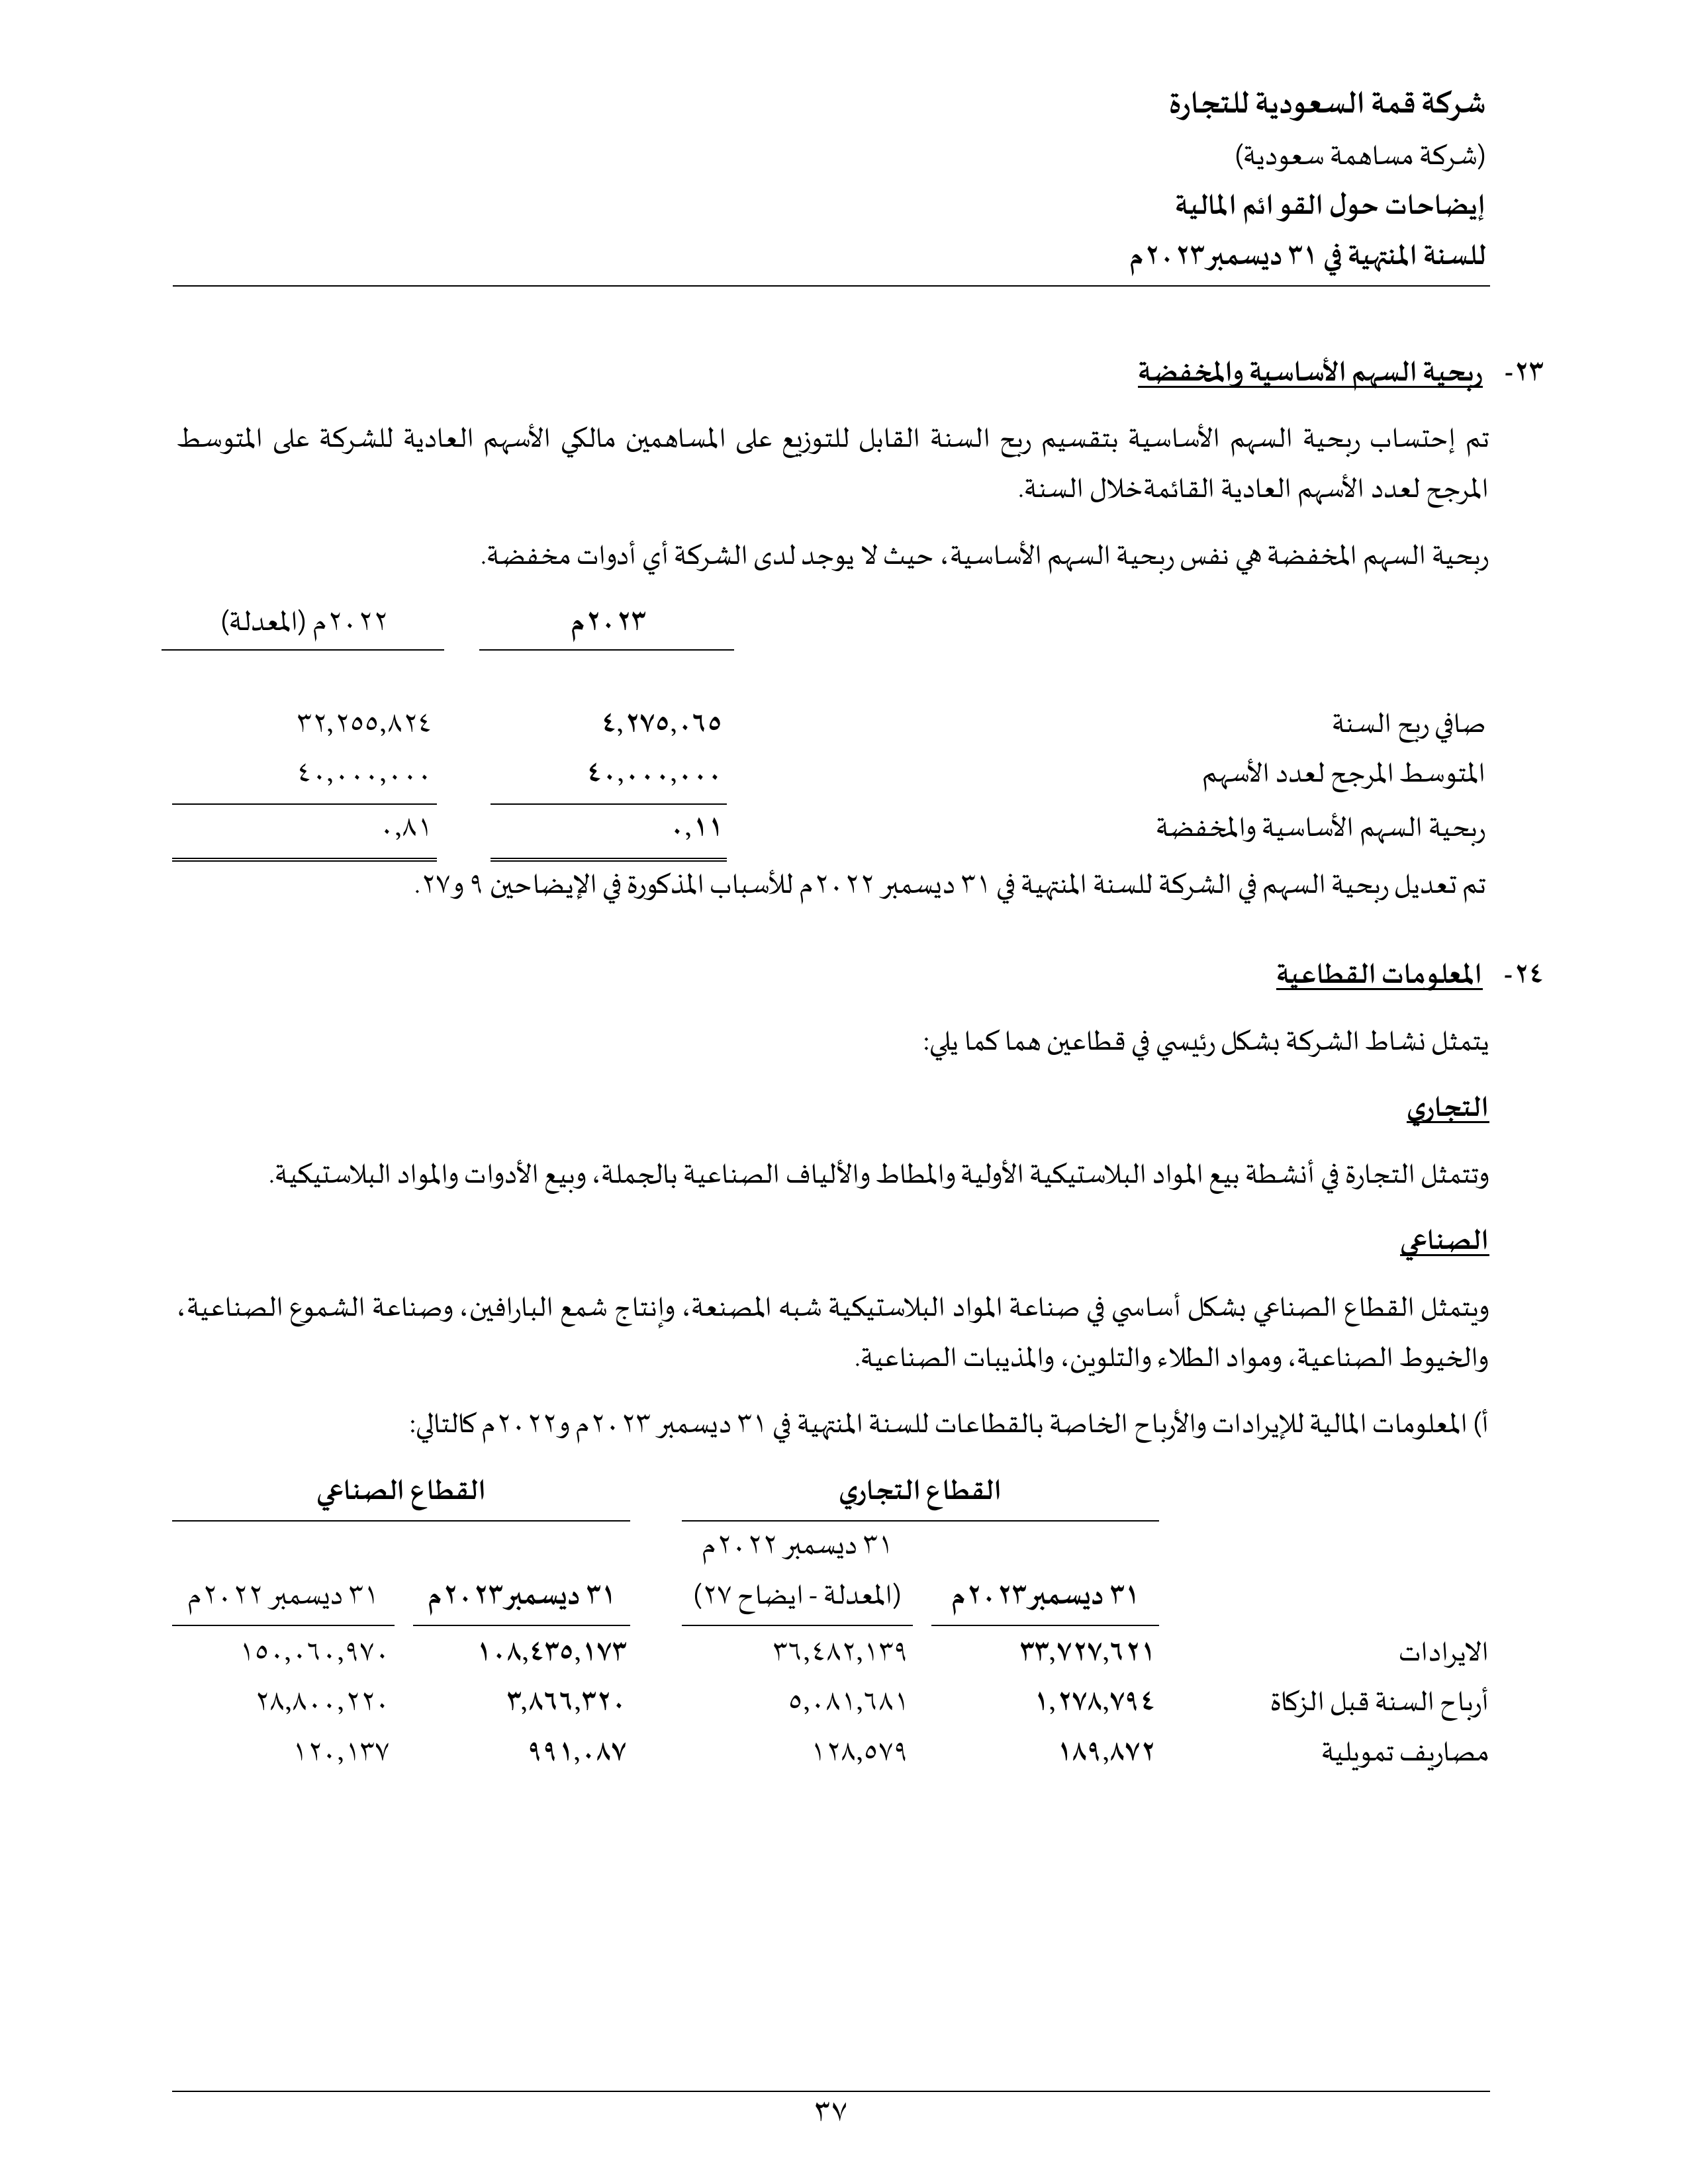 شركة قمة السعودية للتجارة
(شركة مساهمة سعودية)
إيضاحات حول القوائم المالية
للسنة المنتهية في ٣١ ديسمبر٢٠٢٣م
٢٣- ربحية السهم الأساسية والمخفضة
تم إحتساب ربحية السهم الأساسية بتقسيم ربح السنة القابل للتوزيع على المساهمين مالكي الأسهم العادية للشركة على المتوسط
المرجح لعدد الأسهم العادية القائمةخلال السنة.
ربحية السهم المخفضة هي نفس ربحية السهم الأساسية، حيث لا يوجد لدى الشركة أي أدوات مخفضة.
٢٠٢٣م ٢٠٢٢م (المعدلة)
صافي ربح السنة ٤,٢٧٥,٠٦٥ ٣٢,٢٥٥,٨٢٤
المتوسط المرجح لعدد الأسهم ٤٠,٠٠٠,٠٠٠ ٤٠,٠٠٠,٠٠٠
ربحية السهم الأساسية والمخفضة ٠,١١ ٠,٨١
تم تعديل ربحية السهم في الشركة للسنة المنتهية في ٣١ ديسمبر ٢٠٢٢م للأسباب المذكورة في الإيضاحين ٩ و٢٧.
٢٤- المعلومات القطاعية
يتمثل نشاط الشركة بشكل رئيسي في قطاعين هما كما يلي:
التجاري
وتتمثل التجارة في أنشطة بيع المواد البلاستيكية الأولية والمطاط والألياف الصناعية بالجملة، وبيع الأدوات والمواد البلاستيكية.
الصناعي
ويتمثل القطاع الصناعي بشكل أساسي في صناعة المواد البلاستيكية شبه المصنعة، وإنتاج شمع البارافين، وصناعة الشموع الصناعية،
والخيوط الصناعية، ومواد الطلاء والتلوين، والمذيبات الصناعية.
أ) المعلومات المالية للإيرادات والأرباح الخاصة بالقطاعات للسنة المنتهية في ٣١ ديسمبر ٢٠٢٣م و٢٠٢٢م كالتالي:
القطاع التجاري القطاع الصناعي
٣١ ديسمبر ٢٠٢٢م
٣١ ديسمبر٢٠٢٣م (المعدلة - ايضاح ٢٧) ٣١ ديسمبر٢٠٢٣م ٣١ ديسمبر ٢٠٢٢م
الايرادات ٣٣,٧٢٧,٦٢١ ٣٦,٤٨٢,١٣٩ ١٠٨,٤٣٥,١٧٣ ١٥٠,٠٦٠,٩٧٠
أرباح السنة قبل الزكاة ١,٢٧٨,٧٩٤ ٥,٠٨١,٦٨١ ٣,٨٦٦,٣٢٠ ٢٨,٨٠٠,٢٢٠
مصاريف تمويلية ١٨٩,٨٧٢ ١٢٨,٥٧٩ ٩٩١,٠٨٧ ١٢٠,١٣٧
٣٧